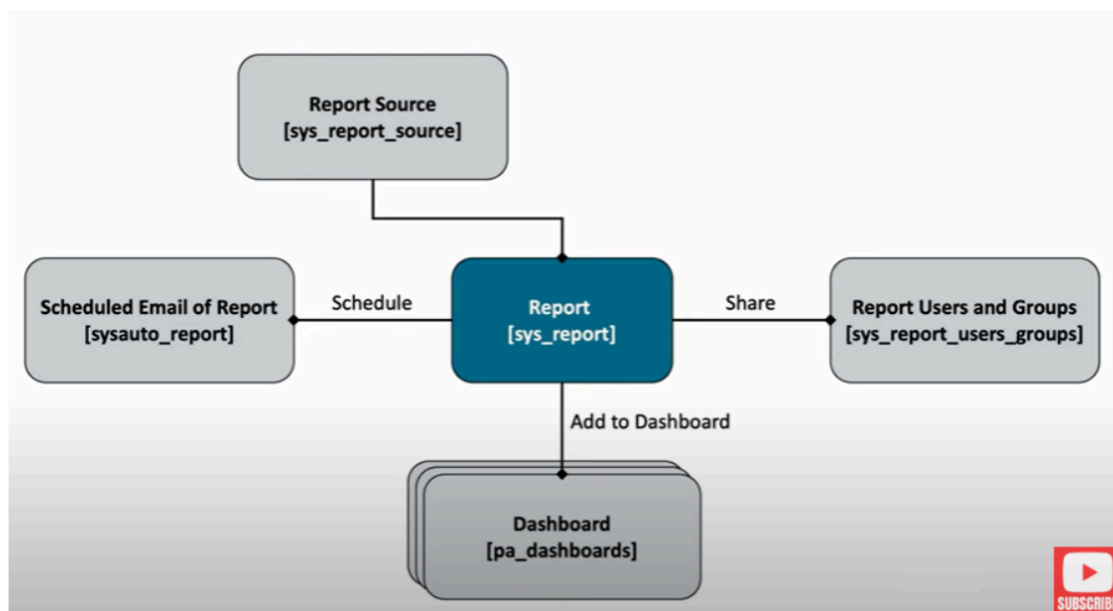 Report Source
[sys_report_source]
Scheduled Email of Report
[sysauto_report]
Schedule
Report
[sys_report]
Share
Report Users and Groups
[sys_report_users_groups]
Add to Dashboard
Dashboard
[pa_dashboards]
SUBSCRIB